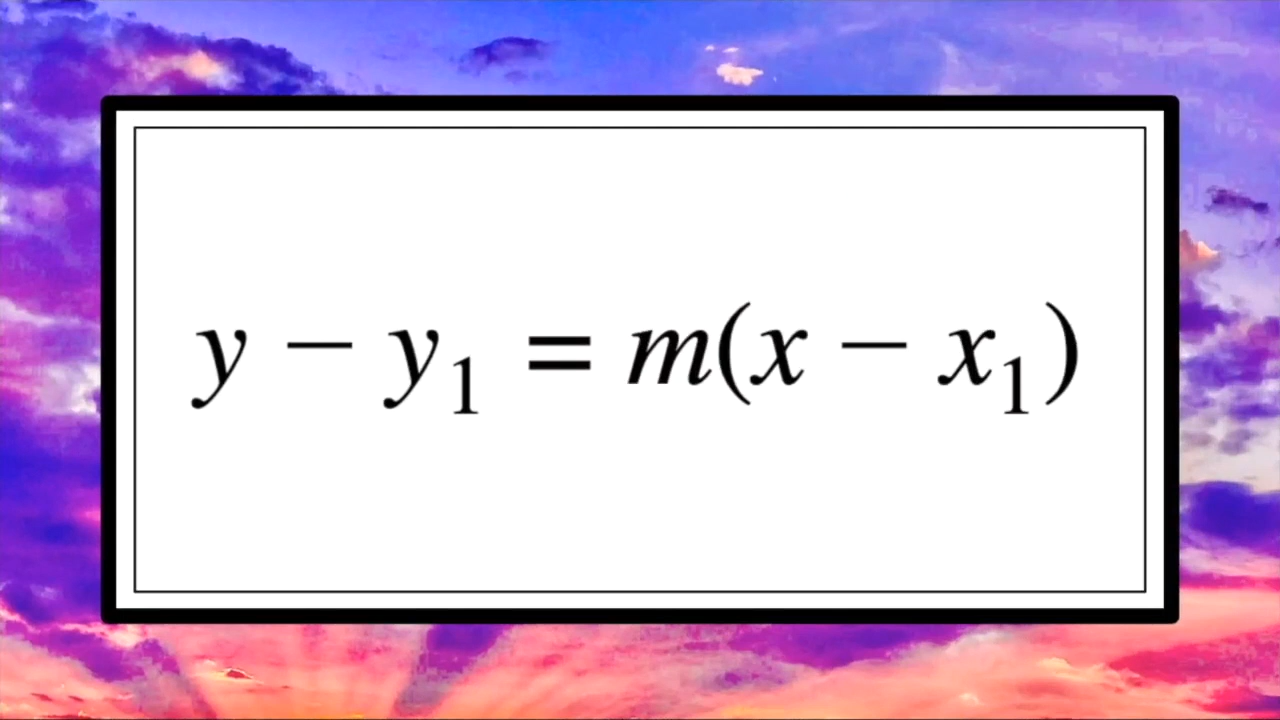 y − y₁ = m(x − x₁)